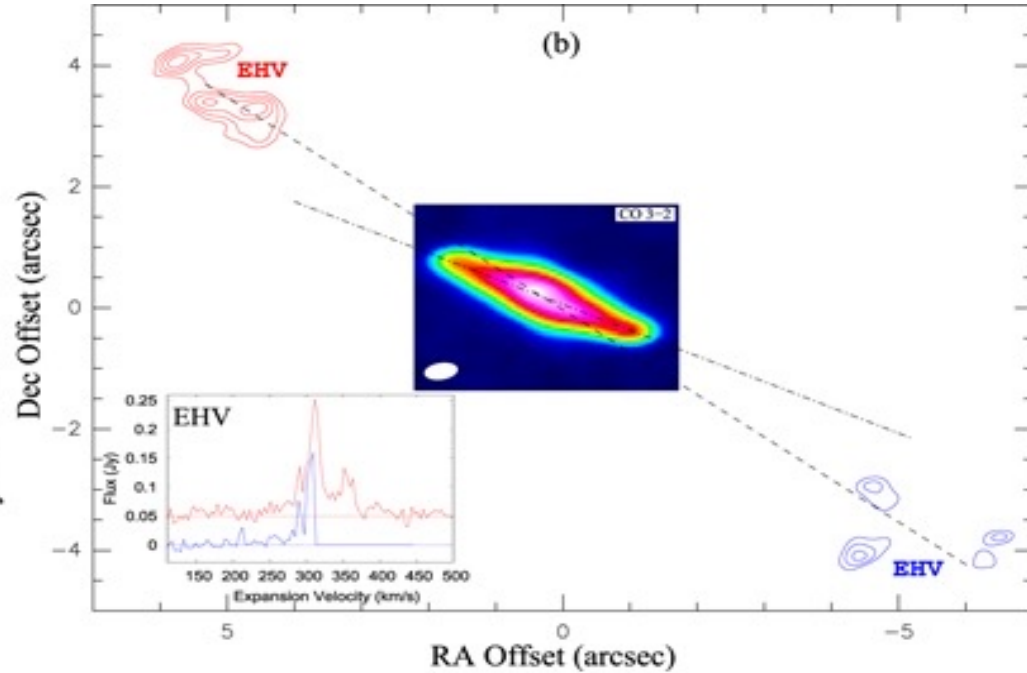 (b)
EHV
CO 3-2
Dec Offset (arcsec)
4
2
0
−2
−4
EHV
Flux (Jy)
0.25
0.2
0.15
0.1
0.05
0
150 200 250 300 350 400 450 500
Expansion Velocity (km/s)
EHV
5 0 −5
RA Offset (arcsec)